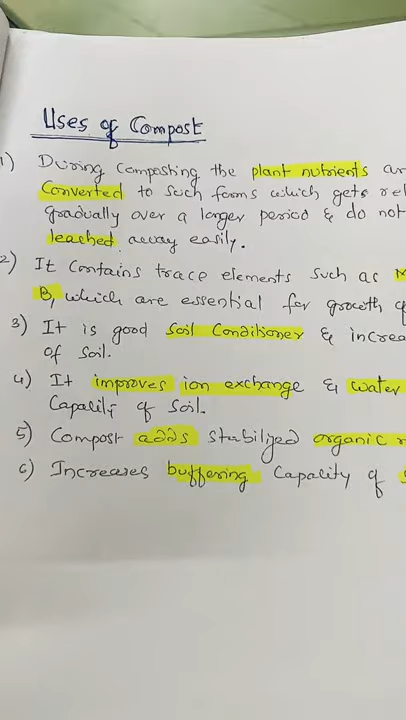 Uses of Compost
1) During Composting the plant nutrients
Converted to such forms which gets
gradually over a longer period & do not
leached away easily.
2) It contains trace elements such as
B, which are essential for growth of
3) It is good Soil Conditioner &
of soil.
4) It improves ion exchange & water
Capacity of Soil.
5) Compost adds stabilized organic
6) Increases buffering Capacity of